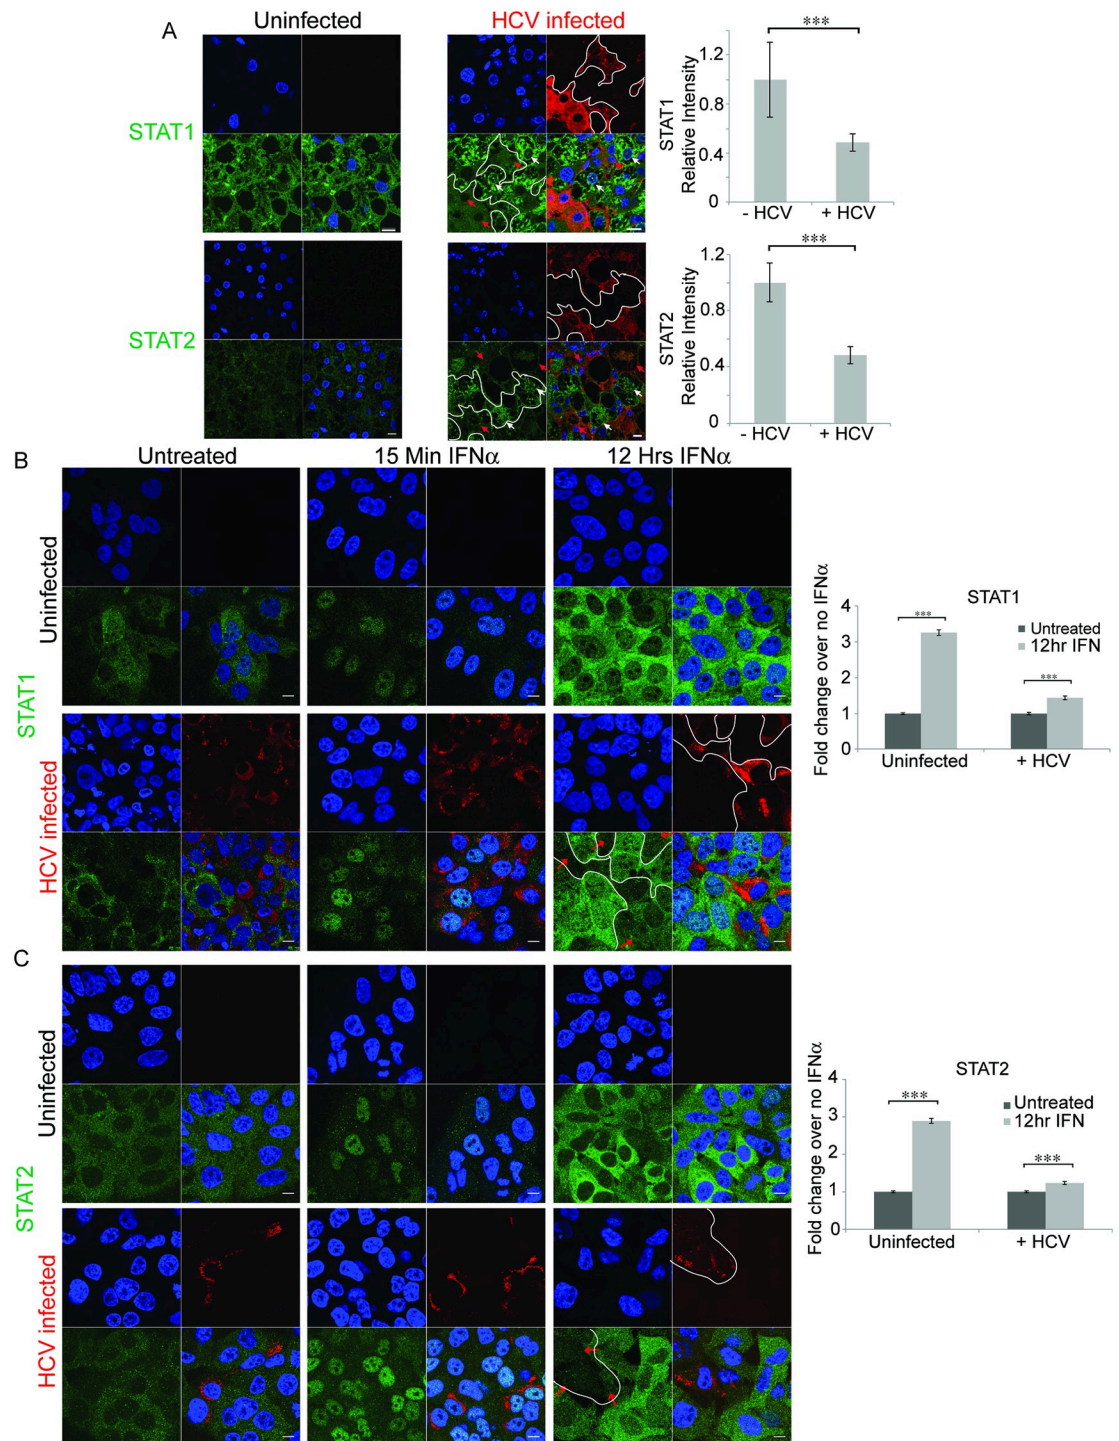 A
Uninfected
HCV infected
STAT1
STAT2
***
STAT1
Relative Intensity
1.2
0.8
0.4
0
- HCV
+ HCV
***
STAT2
Relative Intensity
1.2
0.8
0.4
0
- HCV
+ HCV
B
Untreated
15 Min IFNα
12 Hrs IFNα
STAT1
Uninfected
HCV infected
STAT1
Fold change over no IFNα
4
3
2
1
0
***
***
Untreated
12hr IFN
Uninfected
+ HCV
C
STAT2
Uninfected
HCV infected
STAT2
Fold change over no IFNα
4
3
2
1
0
***
***
Untreated
12hr IFN
Uninfected
+ HCV